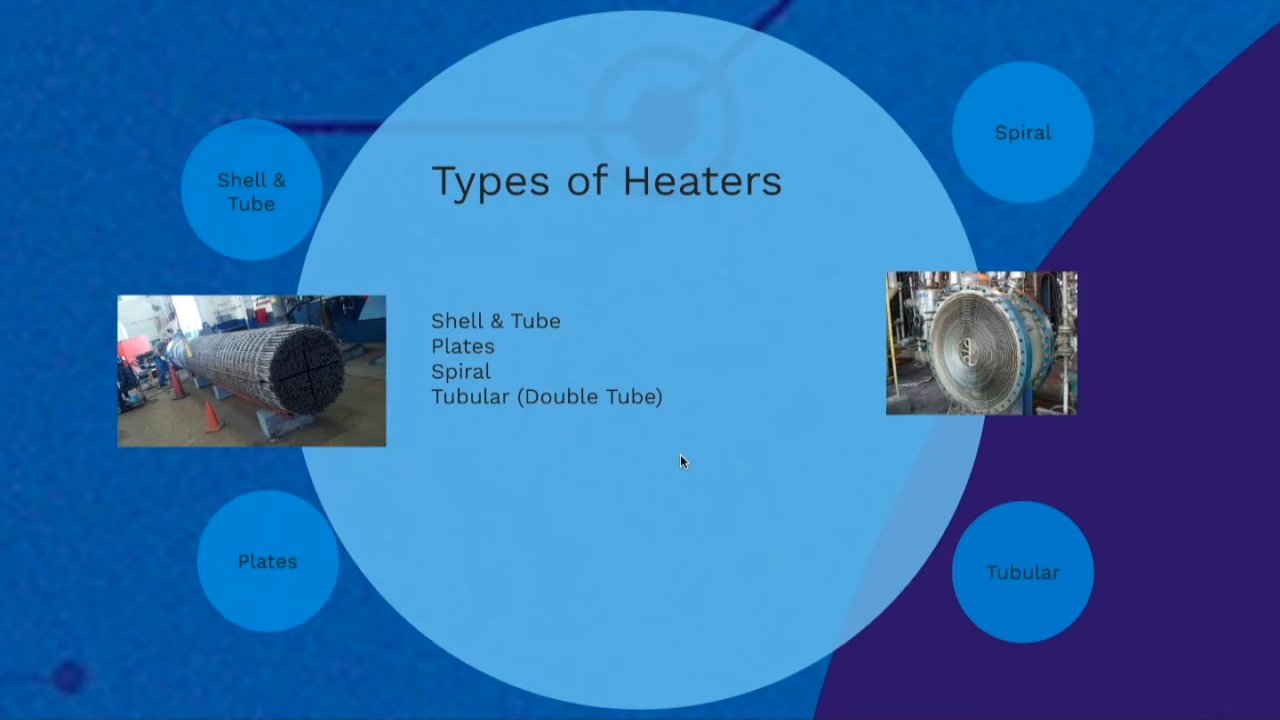 Types of Heaters
Shell & Tube
Plates
Spiral
Tubular (Double Tube)
Shell &
Tube
Plates
Spiral
Tubular